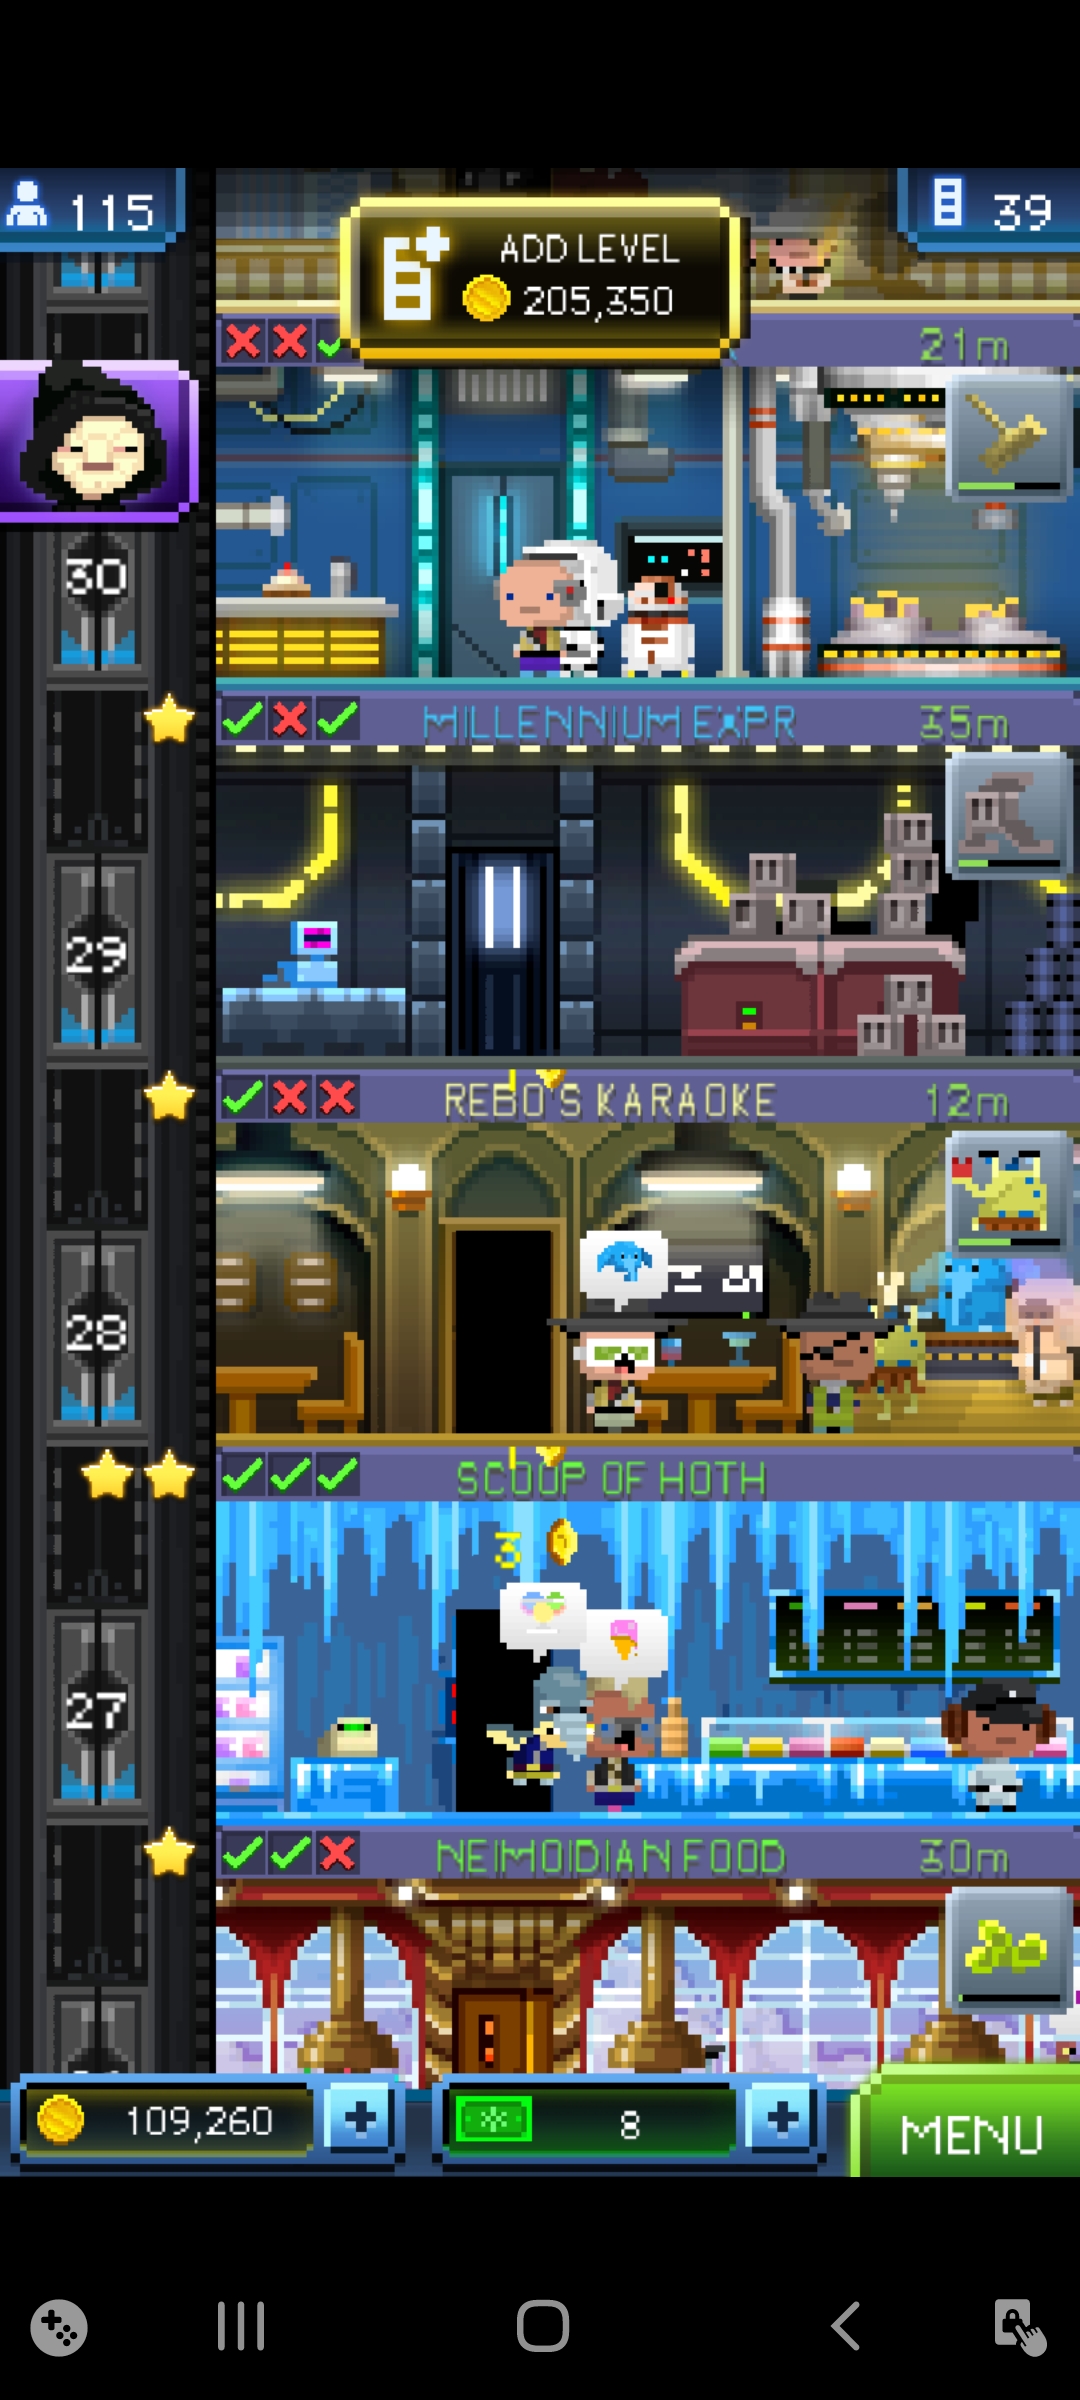 115
39
ADD LEVEL
205,350
21m
30
MILLENNIUM EXPR
35m
29
REBO'S KARAOKE
12m
28
SCOOP OF HOTH
3
27
NEIMOIDIAN FOOD
30m
109,260
8
MENU